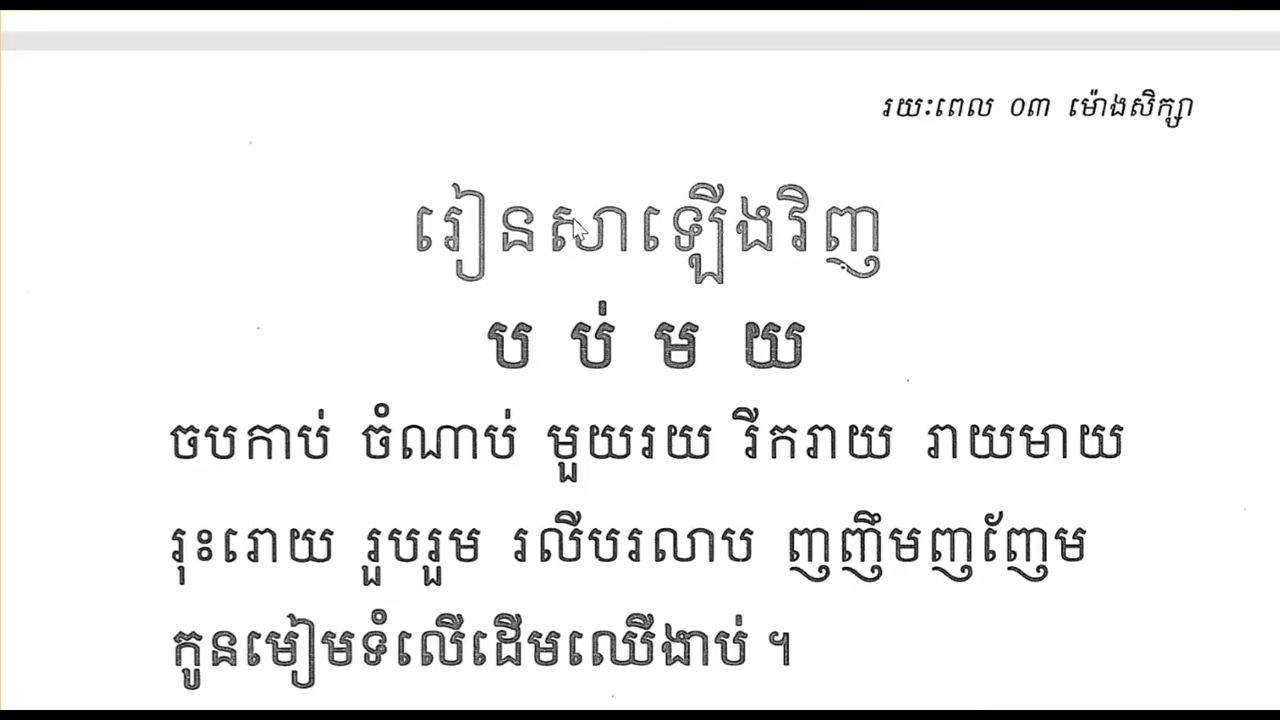 រយៈពេល ០៣ ម៉ោងសិក្សា
រៀនសាឡើងវិញ
ប ប់ ម យ
ចបកាប់ ចំណាប់ មួយរយ រីករាយ រាយមាយ
រុះរោយ រួបរួម រលីបរលាប ញញឹមញញែម
កូនមៀមទំលើដើមឈើងាប់ ។